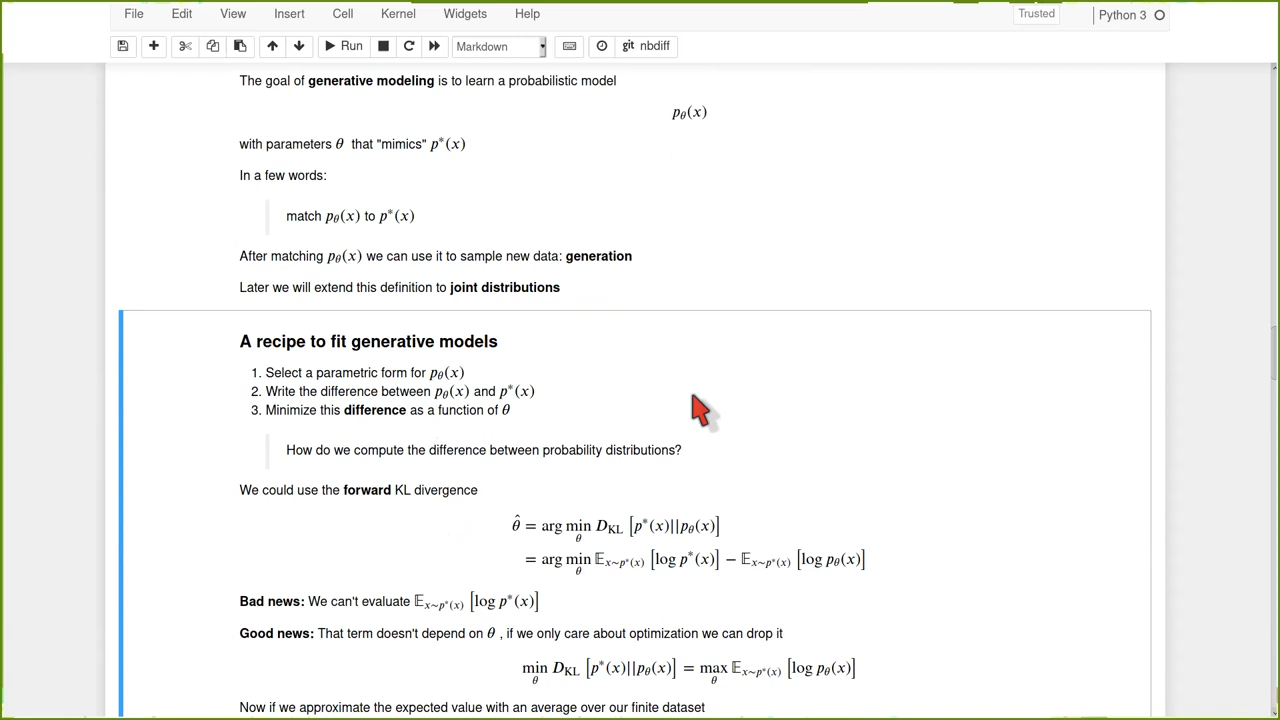 File Edit View Insert Cell Kernel Widgets Help Trusted Python 3
Run Markdown git nbdiff
The goal of generative modeling is to learn a probabilistic model
pθ(x)
with parameters θ that "mimics" p*(x)
In a few words:
match pθ(x) to p*(x)
After matching pθ(x) we can use it to sample new data: generation
Later we will extend this definition to joint distributions
A recipe to fit generative models
1. Select a parametric form for pθ(x)
2. Write the difference between pθ(x) and p*(x)
3. Minimize this difference as a function of θ
How do we compute the difference between probability distributions?
We could use the forward KL divergence
θ̂ = arg min_θ D_KL [p*(x)||pθ(x)]
= arg min_θ 𝔼_{x∼p*(x)} [log p*(x)] − 𝔼_{x∼p*(x)} [log pθ(x)]
Bad news: We can't evaluate 𝔼_{x∼p*(x)} [log p*(x)]
Good news: That term doesn't depend on θ , if we only care about optimization we can drop it
min_θ D_KL [p*(x)||pθ(x)] = max_θ 𝔼_{x∼p*(x)} [log pθ(x)]
Now if we approximate the expected value with an average over our finite dataset